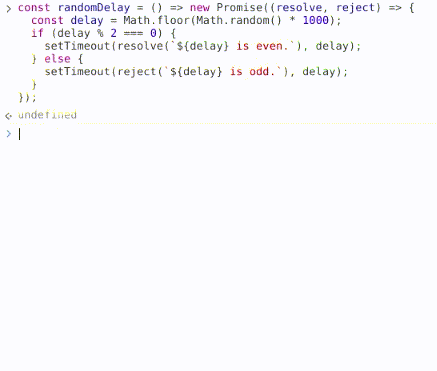 > const randomDelay = () => new Promise((resolve, reject) => {
const delay = Math.floor(Math.random() * 1000);
if (delay % 2 === 0) {
setTimeout(resolve(`${delay} is even.`), delay);
} else {
setTimeout(reject(`${delay} is odd.`), delay);
}
});
undefined
>